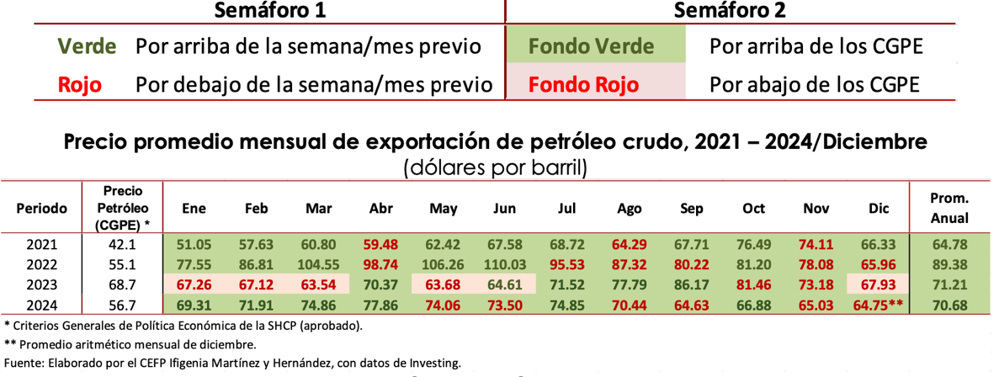 Semáforo 1 Semáforo 2
Verde Por arriba de la semana/mes previo Fondo Verde Por arriba de los CGPE
Rojo Por debajo de la semana/mes previo Fondo Rojo Por abajo de los CGPE
Precio promedio mensual de exportación de petróleo crudo, 2021 – 2024/Diciembre
(dólares por barril)
Periodo Precio Petróleo (CGPE) * Ene Feb Mar Abr May Jun Jul Ago Sep Oct Nov Dic Prom. Anual
2021 42.1 51.05 57.63 60.80 59.48 62.42 67.58 68.72 64.29 67.71 76.49 74.11 66.33 64.78
2022 55.1 77.55 86.81 104.55 98.74 106.26 110.03 95.53 87.32 80.22 81.20 78.08 65.96 89.38
2023 68.7 67.26 67.12 63.54 70.37 63.68 64.61 71.52 77.79 86.17 81.46 73.18 67.93 71.21
2024 56.7 69.31 71.91 74.86 77.86 74.06 73.50 74.85 70.44 64.63 66.88 65.03 64.75** 70.68
* Criterios Generales de Política Económica de la SHCP (aprobado).
** Promedio aritmético mensual de diciembre.
Fuente: Elaborado por el CEFP Ifigenia Martínez y Hernández, con datos de Investing.